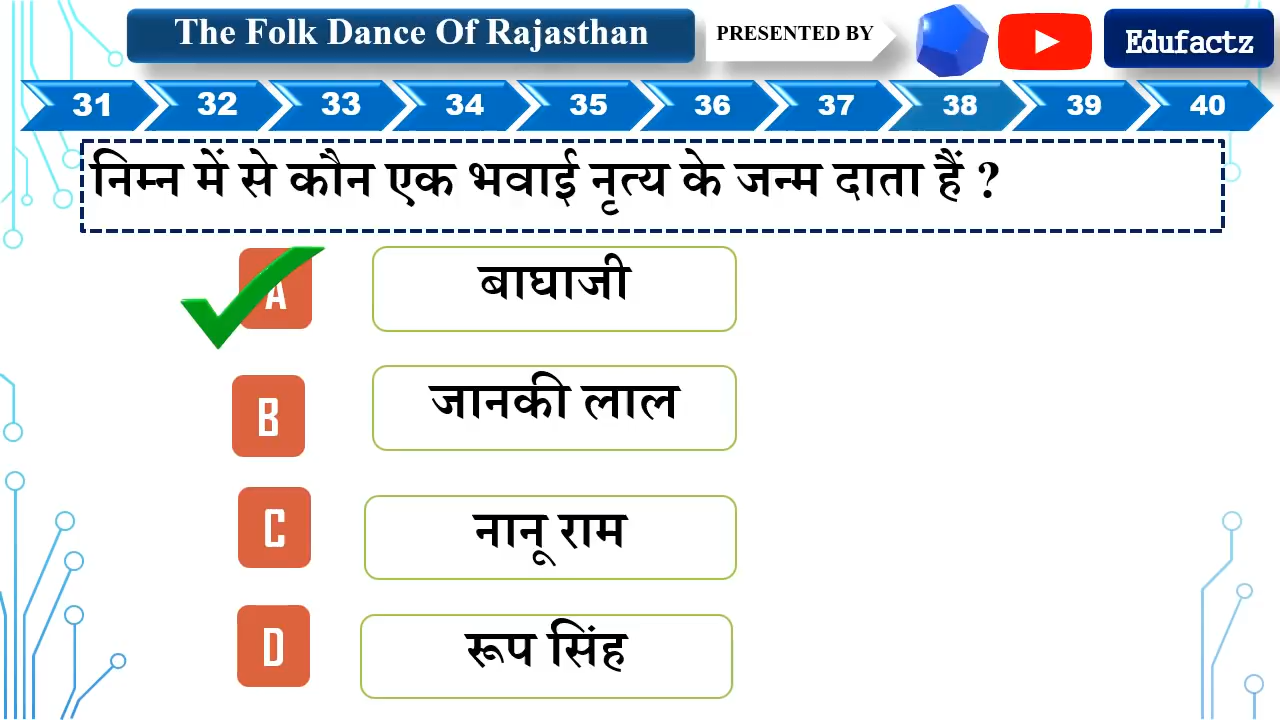 The Folk Dance Of Rajasthan
PRESENTED BY
Edufactz
31 32 33 34 35 36 37 38 39 40
निम्न में से कौन एक भवाई नृत्य के जन्म दाता हैं ?
A बाघाजी
B जानकी लाल
C नानू राम
D रूप सिंह